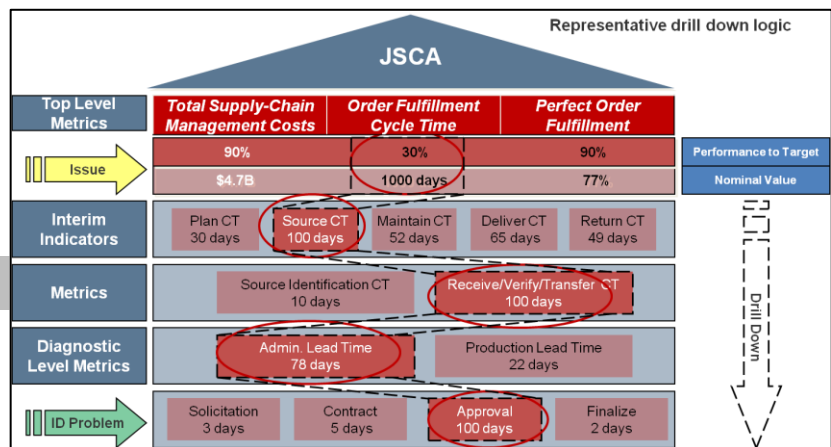 Representative drill down logic
JSCA
Top Level
Metrics
Total Supply-Chain
Management Costs
Order Fulfillment
Cycle Time
Perfect Order
Fulfillment
Issue
90%
30%
90%
Performance to Target
$4.7B
1000 days
77%
Nominal Value
Interim
Indicators
Plan CT
30 days
Source CT
100 days
Maintain CT
52 days
Deliver CT
65 days
Return CT
49 days
Metrics
Source Identification CT
10 days
Receive/Verify/Transfer CT
100 days
Drill Down
Diagnostic
Level Metrics
Admin. Lead Time
78 days
Production Lead Time
22 days
ID Problem
Solicitation
3 days
Contract
5 days
Approval
100 days
Finalize
2 days